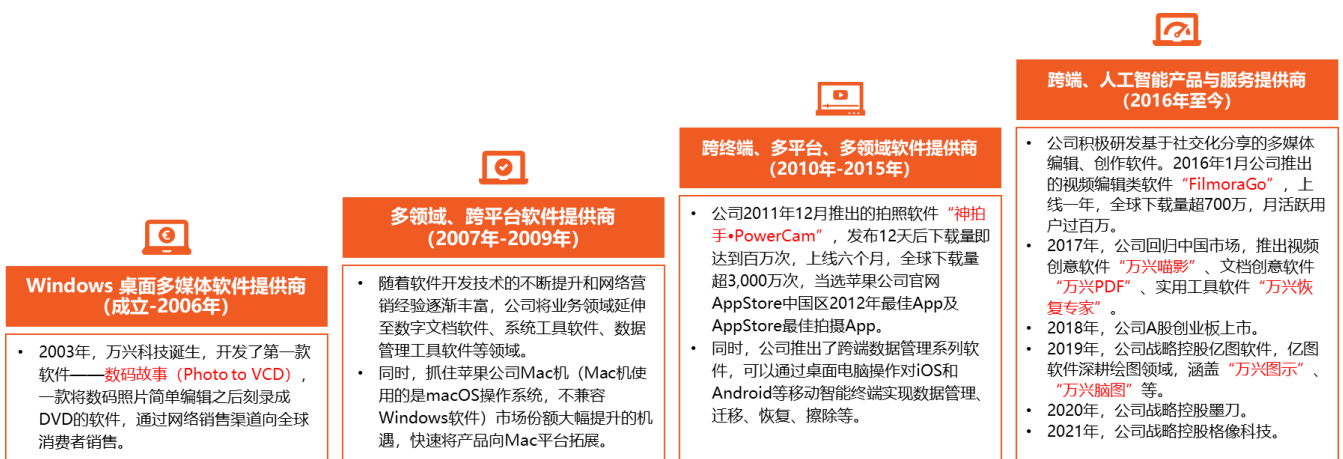 Windows 桌面多媒体软件提供商
(成立-2006年)
• 2003年，万兴科技诞生，开发了第一款
软件——数码故事（Photo to VCD），
一款将数码照片简单编辑之后刻录成
DVD的软件，通过网络销售渠道向全球
消费者销售。
多领域、跨平台软件提供商
(2007年-2009年)
• 随着软件开发技术的不断提升和网络营
销经验逐渐丰富，公司将业务领域延伸
至数字文档软件、系统工具软件、数据
管理工具软件等领域。
• 同时，抓住苹果公司Mac机（Mac机使
用的是macOS操作系统，不兼容
Windows软件）市场份额大幅提升的机
遇，快速将产品向Mac平台拓展。
跨终端、多平台、多领域软件提供商
(2010年-2015年)
• 公司2011年12月推出的拍照软件“神拍
手•PowerCam”，发布12天后下载量即
达到百万次，上线六个月，全球下载量
超3,000万次，当选苹果公司官网
AppStore中国区2012年最佳App及
AppStore最佳拍摄App。
• 同时，公司推出了跨端数据管理系列软
件，可以通过桌面电脑操作对iOS和
Android等移动智能终端实现数据管理、
迁移、恢复、擦除等。
跨端、人工智能产品与服务提供商
(2016年至今)
• 公司积极研发基于社交化分享的多媒体
编辑、创作软件。2016年1月公司推出
的视频编辑类软件“FilmoraGo”，上
线一年，全球下载量超700万，月活跃用
户过百万。
• 2017年，公司回归中国市场，推出视频
创意软件“万兴喵影”、文档创意软件
“万兴PDF”、实用工具软件“万兴恢
复专家”。
• 2018年，公司A股创业板上市。
• 2019年，公司战略控股亿图软件，亿图
软件深耕绘图领域，涵盖“万兴图示”、
“万兴脑图”等。
• 2020年，公司战略控股墨刀。
• 2021年，公司战略控股格像科技。